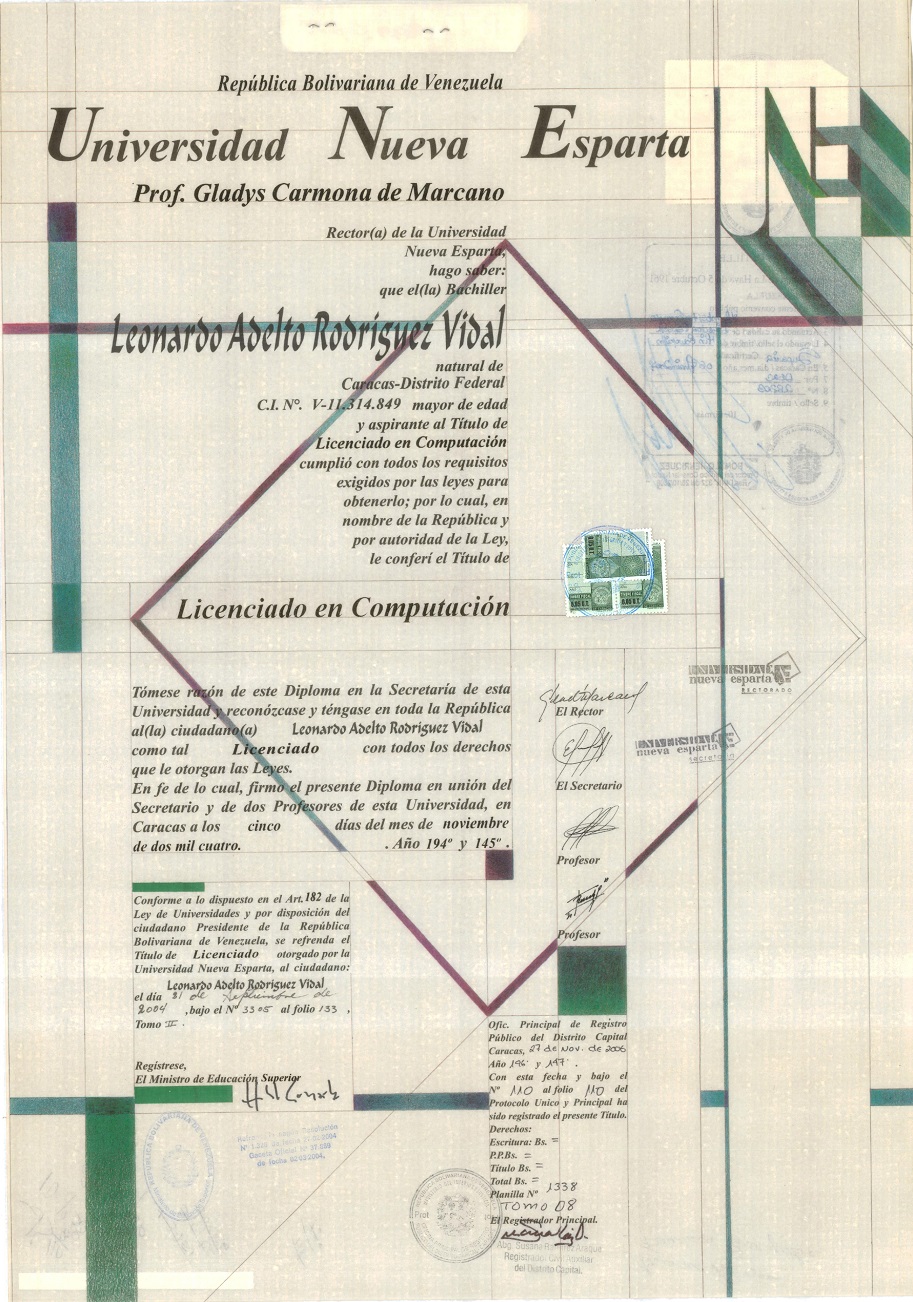 República Bolivariana de Venezuela
Universidad Nueva Esparta
Prof. Gladys Carmona de Marcano
Rector(a) de la Universidad
Nueva Esparta,
hago saber:
que el(la) Bachiller
Leonardo Adelto Rodríguez Vidal
natural de
Caracas-Distrito Federal
C.I. Nº. V-11.314.849 mayor de edad
y aspirante al Título de
Licenciado en Computación
cumplió con todos los requisitos
exigidos por las leyes para
obtenerlo; por lo cual, en
nombre de la República y
por autoridad de la Ley,
le conferí el Título de
Licenciado en Computación
Tómese razón de este Diploma en la Secretaría de esta
Universidad y reconózcase y téngase en toda la República
al(la) ciudadano(a) Leonardo Adelto Rodríguez Vidal
como tal Licenciado con todos los derechos
que le otorgan las Leyes.
En fe de lo cual, firmo el presente Diploma en unión del
Secretario y de dos Profesores de esta Universidad, en
Caracas a los cinco días del mes de noviembre
de dos mil cuatro. . Año 194º y 145º .
El Rector
El Secretario
Profesor
Profesor
UNIVERSIDAD
nueva esparta
RECTORADO
UNIVERSIDAD
nueva esparta
secretaría
Conforme a lo dispuesto en el Art.182 de la
Ley de Universidades y por disposición del
ciudadano Presidente de la República
Bolivariana de Venezuela, se refrenda el
Título de Licenciado otorgado por la
Universidad Nueva Esparta, al ciudadano:
Leonardo Adelto Rodríguez Vidal
el día 21 de Septiembre de
2004 ,bajo el Nº 3305 al folio 133 ,
Tomo II .
Regístrese,
El Ministro de Educación Superior
Ofic. Principal de Registro
Público del Distrito Capital
Caracas, 27 de Nov. de 2006
Año 196º y 147º .
Con esta fecha y bajo el
Nº 110 al folio 110 del
Protocolo Unico y Principal ha
sido registrado el presente Título.
Derechos:
Escritura: Bs. =
P.P.Bs. =
Título Bs. =
Total Bs. =
Planilla Nº 1338
TOMO 08
El Registrador Principal.
Registrador Civil Auxiliar
del Distrito Capital.